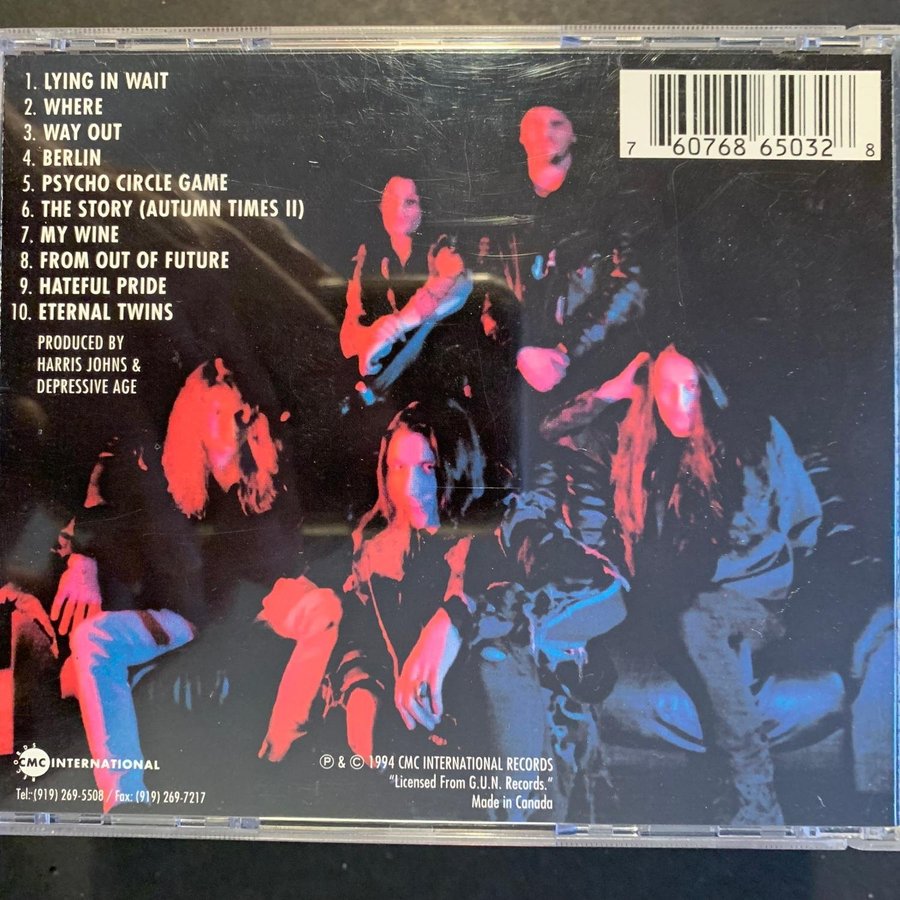 1. LYING IN WAIT
2. WHERE
3. WAY OUT
4. BERLIN
5. PSYCHO CIRCLE GAME
6. THE STORY (AUTUMN TIMES II)
7. MY WINE
8. FROM OUT OF FUTURE
9. HATEFUL PRIDE
10. ETERNAL TWINS
PRODUCED BY
HARRIS JOHNS &
DEPRESSIVE AGE
7 60768 65032 8
CMC INTERNATIONAL
RECORDS
Tel: (919) 269-5508 / Fax: (919) 269-7217
℗ & © 1994 CMC INTERNATIONAL RECORDS
"Licensed From G.U.N. Records."
Made in Canada